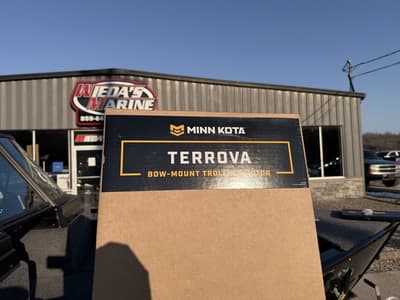 WIEDA'S
MARINE
MINN KOTA
TERROVA
BOW-MOUNT TROLLING MOTOR